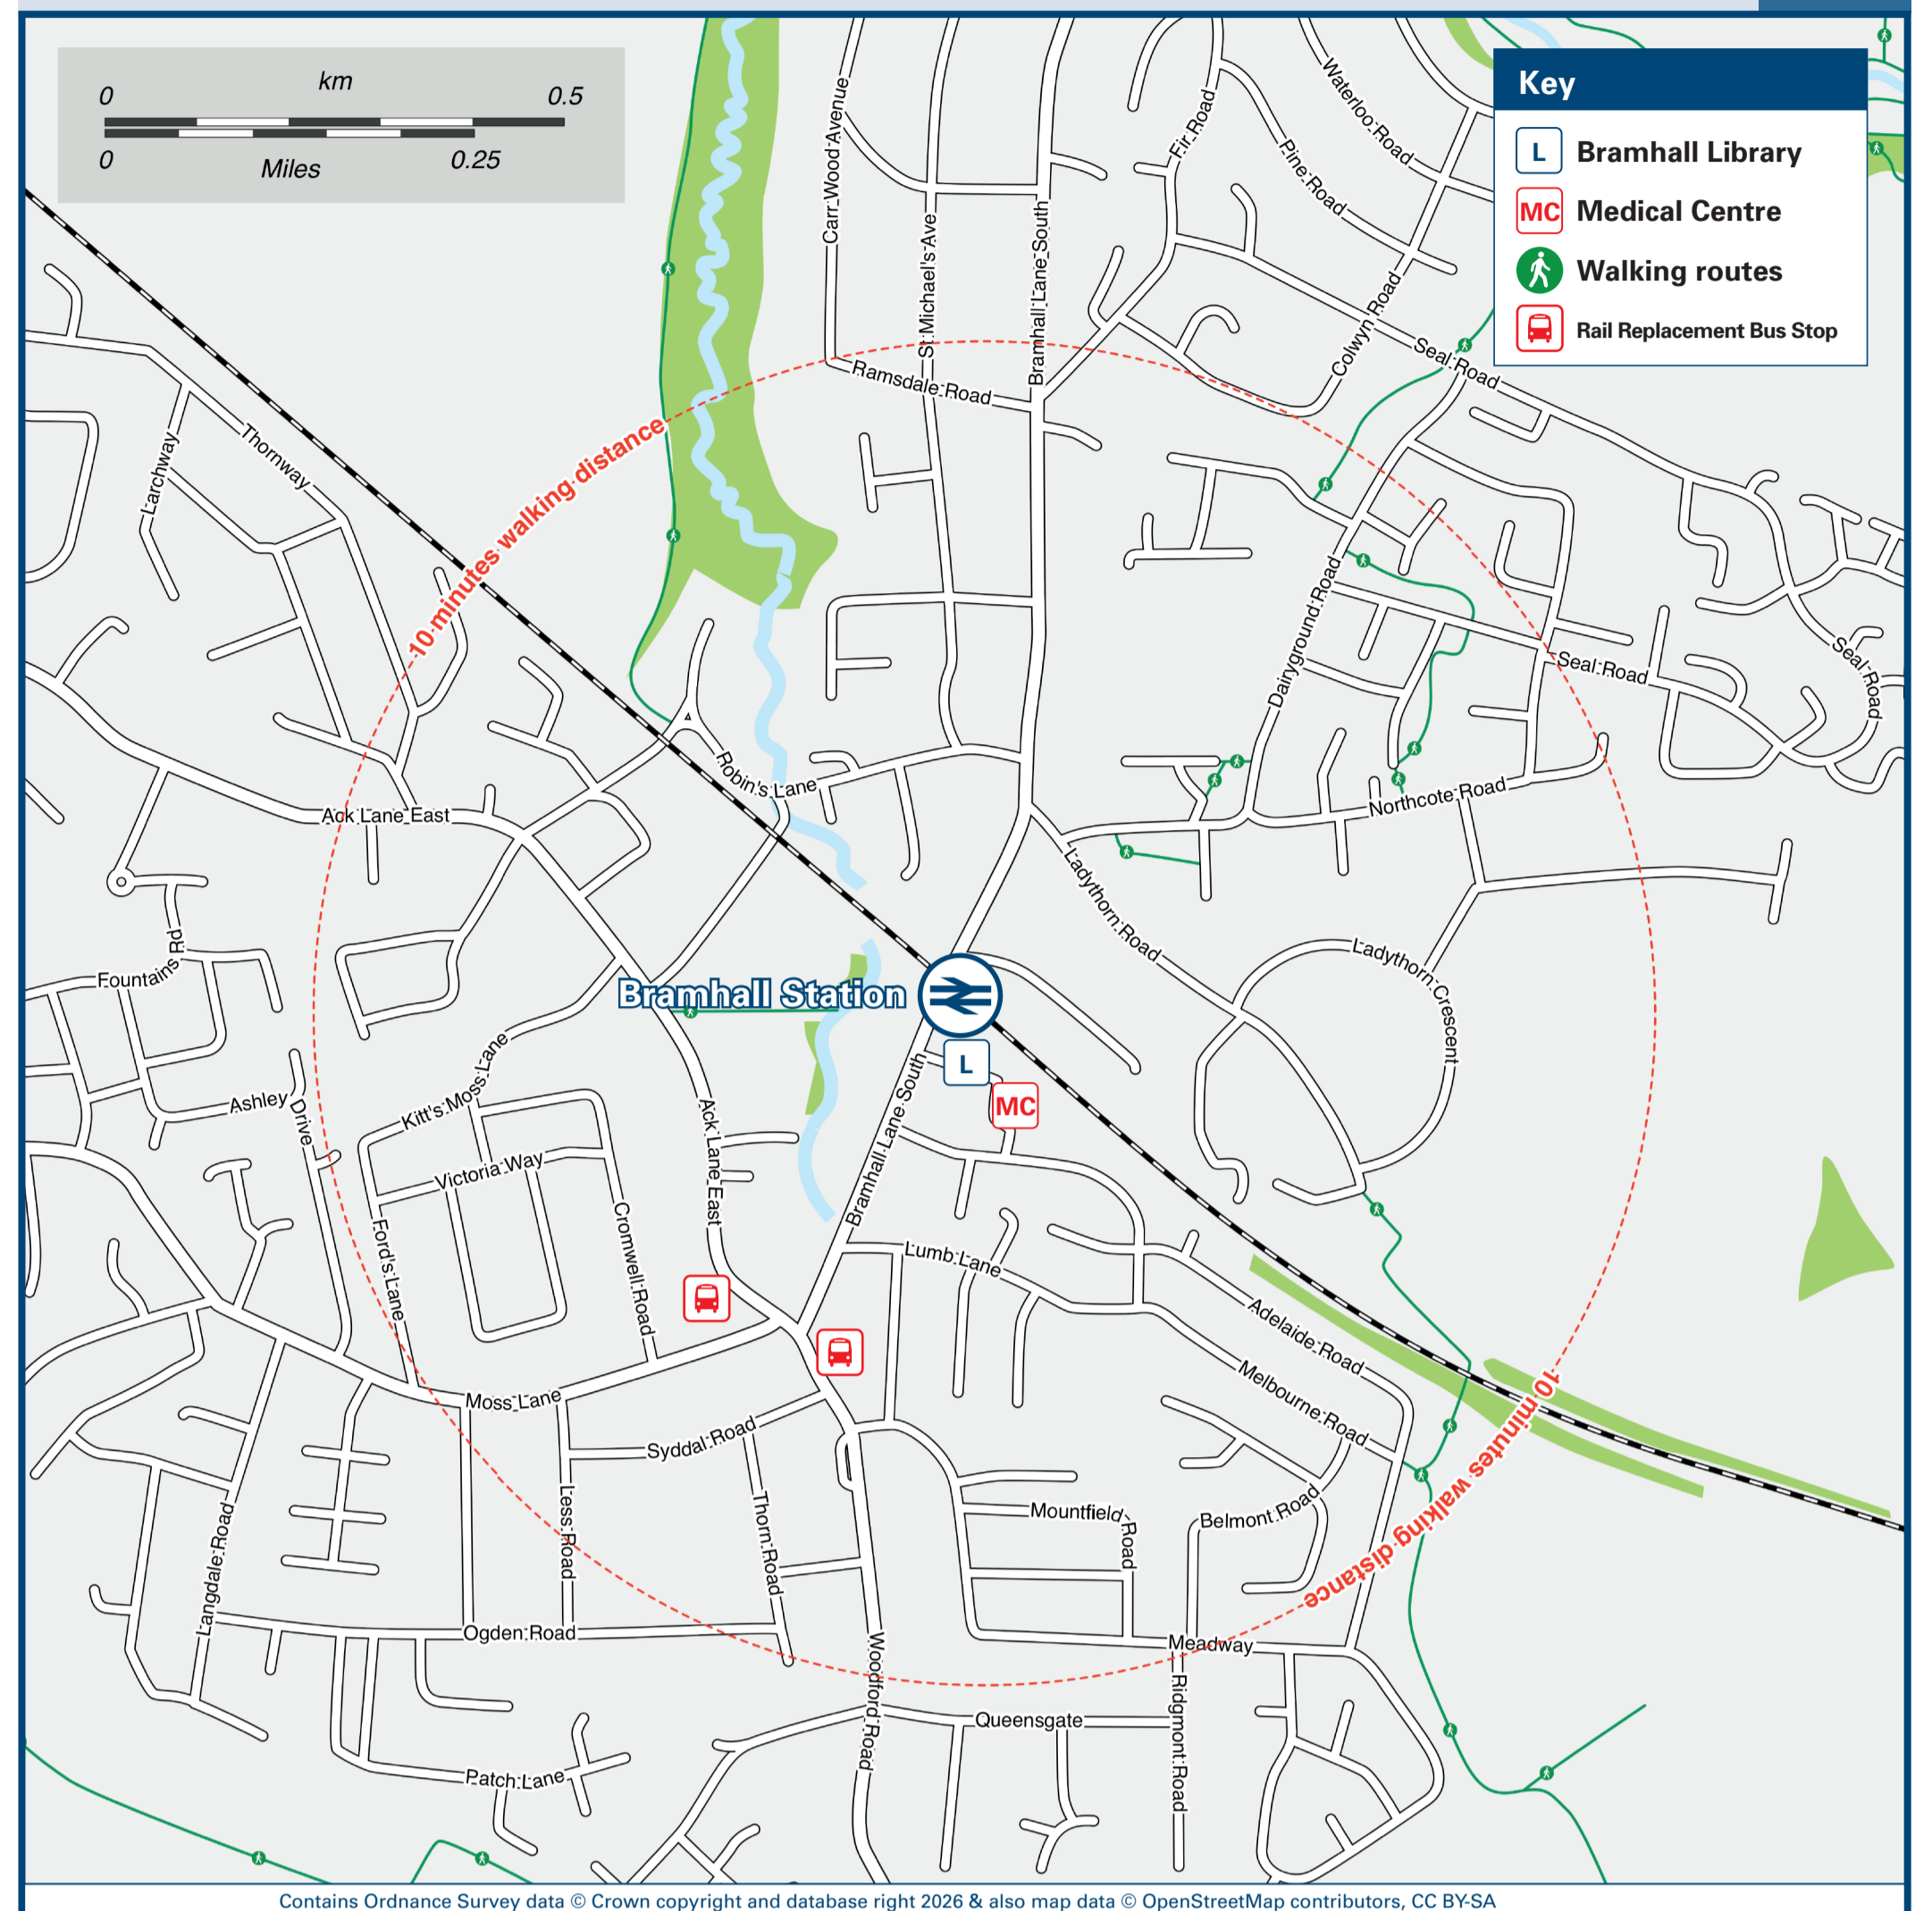 km
0 0.5
0 0.25
Miles
Key
L Bramhall Library
MC Medical Centre
Walking routes
Rail Replacement Bus Stop
Carr Wood Avenue
St Michael's Ave
Bramhall Lane South
Fir Road
Pine Road
Waterloo Road
Colwyn Road
Seal Road
Ramsdale Road
10 minutes walking distance
Thornway
Larchway
Dairyground Road
Seal Road
Seal Road
Robin's Lane
Northcote Road
Ack Lane East
Ladythorn Road
Ladythorn Crescent
Fountains Rd
Bramhall Station
L
MC
Kitt's Moss Lane
Ashley Drive
Victoria Way
Ford's Lane
Cromwell Road
Ack Lane East
Bramhall Lane South
Lumb Lane
Adelaide Road
Melbourne Road
Moss Lane
Syddal Road
Less Road
Thorn Road
Mountfield Road
Belmont Road
10 minutes walking distance
Langdale Road
Ogden Road
Meadway
Woodford Road
Queensgate
Ridgmont Road
Patch Lane
Contains Ordnance Survey data © Crown copyright and database right 2026 & also map data © OpenStreetMap contributors, CC BY-SA